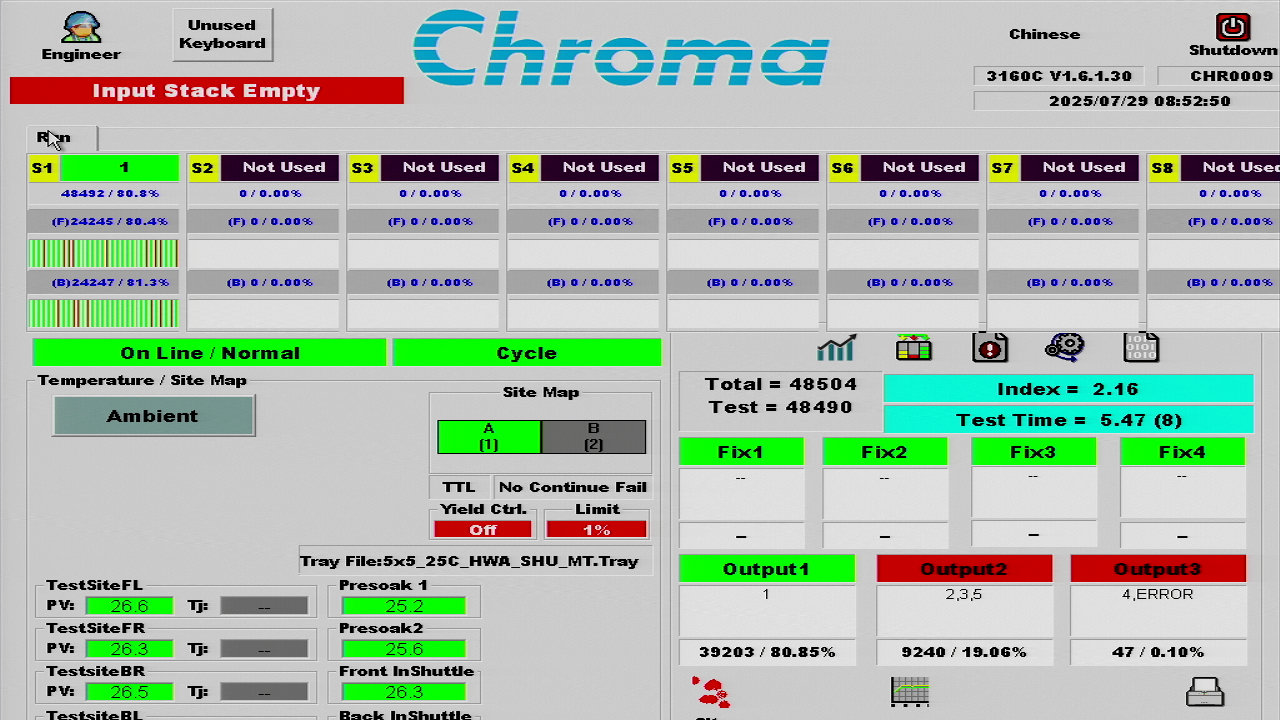 Engineer
Unused
Keyboard
Chroma
Chinese
Shutdown
Input Stack Empty
3160C V1.6.1.30
CHR0009
2025/07/29 08:52:50
Run
S1 1 S2 Not Used S3 Not Used S4 Not Used S5 Not Used S6 Not Used S7 Not Used S8 Not Us
48492 / 80.8% 0 / 0.00% 0 / 0.00% 0 / 0.00% 0 / 0.00% 0 / 0.00% 0 / 0.00% 0 / 0.00%
(F)24245 / 80.4% (F) 0 / 0.00% (F) 0 / 0.00% (F) 0 / 0.00% (F) 0 / 0.00% (F) 0 / 0.00% (F) 0 / 0.00% (F) 0 / 0.00%
(B)24247 / 81.3% (B) 0 / 0.00% (B) 0 / 0.00% (B) 0 / 0.00% (B) 0 / 0.00% (B) 0 / 0.00% (B) 0 / 0.00% (B) 0 / 0.00%
On Line / Normal
Cycle
Temperature / Site Map
Ambient
Site Map
A B
(1) (2)
TTL No Continue Fail
Yield Ctrl. Limit
Off 1%
Tray File:5x5_25C_HWA_SHU_MT.Tray
TestSiteFL
PV: 26.6 Tj: --
TestSiteFR
PV: 26.3 Tj: --
TestsiteBR
PV: 26.5 Tj: --
TestsiteBL
Presoak 1
25.2
Presoak2
25.6
Front InShuttle
26.3
Back InShuttle
Total = 48504
Test = 48490
Index = 2.16
Test Time = 5.47 (8)
Fix1 Fix2 Fix3 Fix4
-- -- -- --
-- -- -- --
Output1 Output2 Output3
1 2,3,5 4,ERROR
39203 / 80.85% 9240 / 19.06% 47 / 0.10%